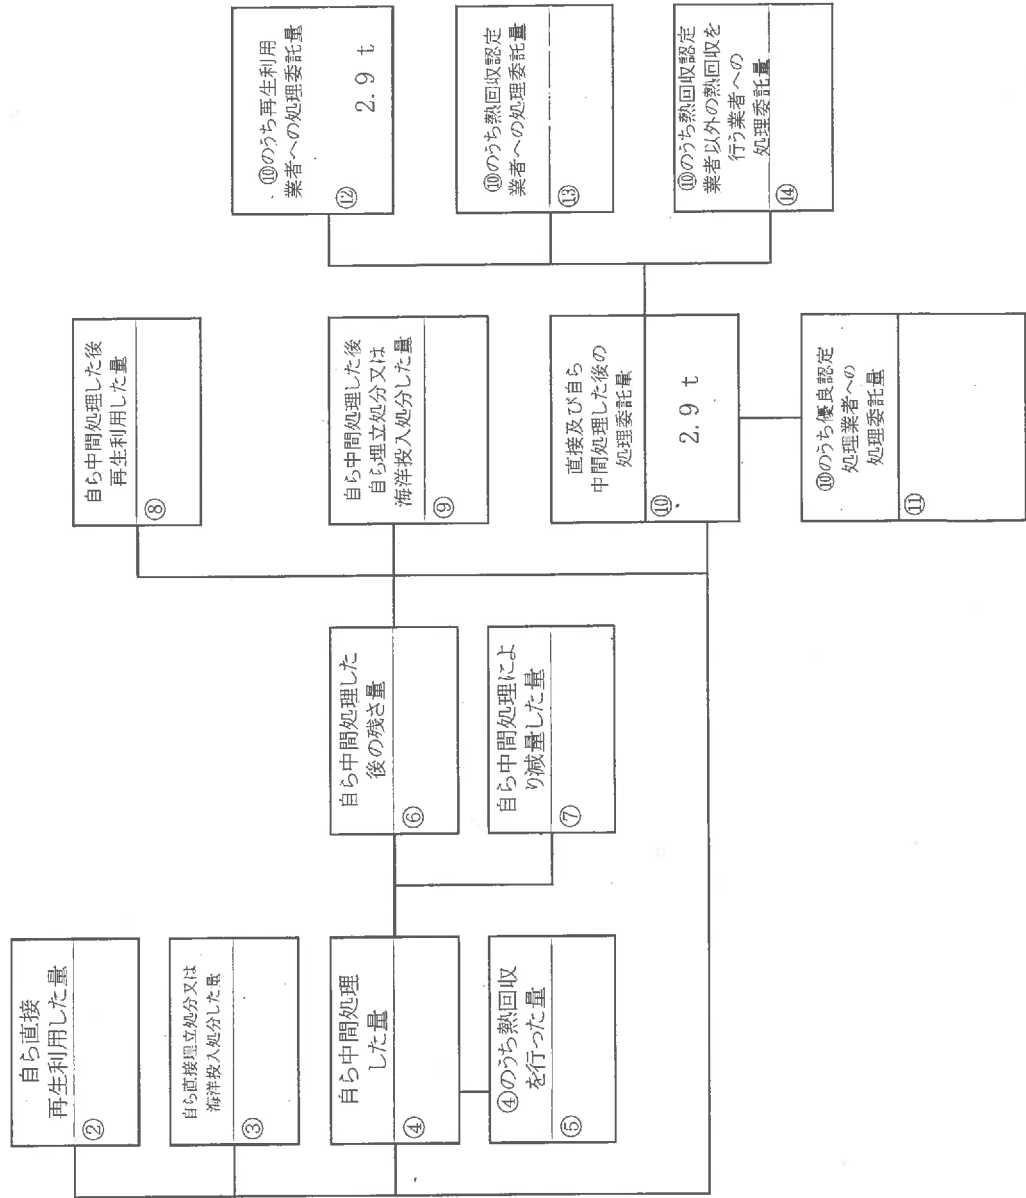 自ら直接
再生利用した量
②
自ら直接埋立処分又は
海洋投入処分した量
③
自ら中間処理
した量
④
④のうち熱回収
を行った量
⑤
自ら中間処理した
後の残さ量
⑥
自ら中間処理によ
り減量した量
⑦
自ら中間処理した後
再生利用した量
⑧
自ら中間処理した後
自ら埋立処分又は
海洋投入処分した量
⑨
直接及び自ら
中間処理した後の
処理委託量
⑩
2.9 t
⑩のうち優良認定
処理業者への
処理委託量
⑪
⑩のうち再生利用
業者への処理委託量
⑫
2.9 t
⑩のうち熱回収認定
業者への処理委託量
⑬
⑩のうち熱回収認定
業者以外の熱回収を
行う業者への
処理委託量
⑭